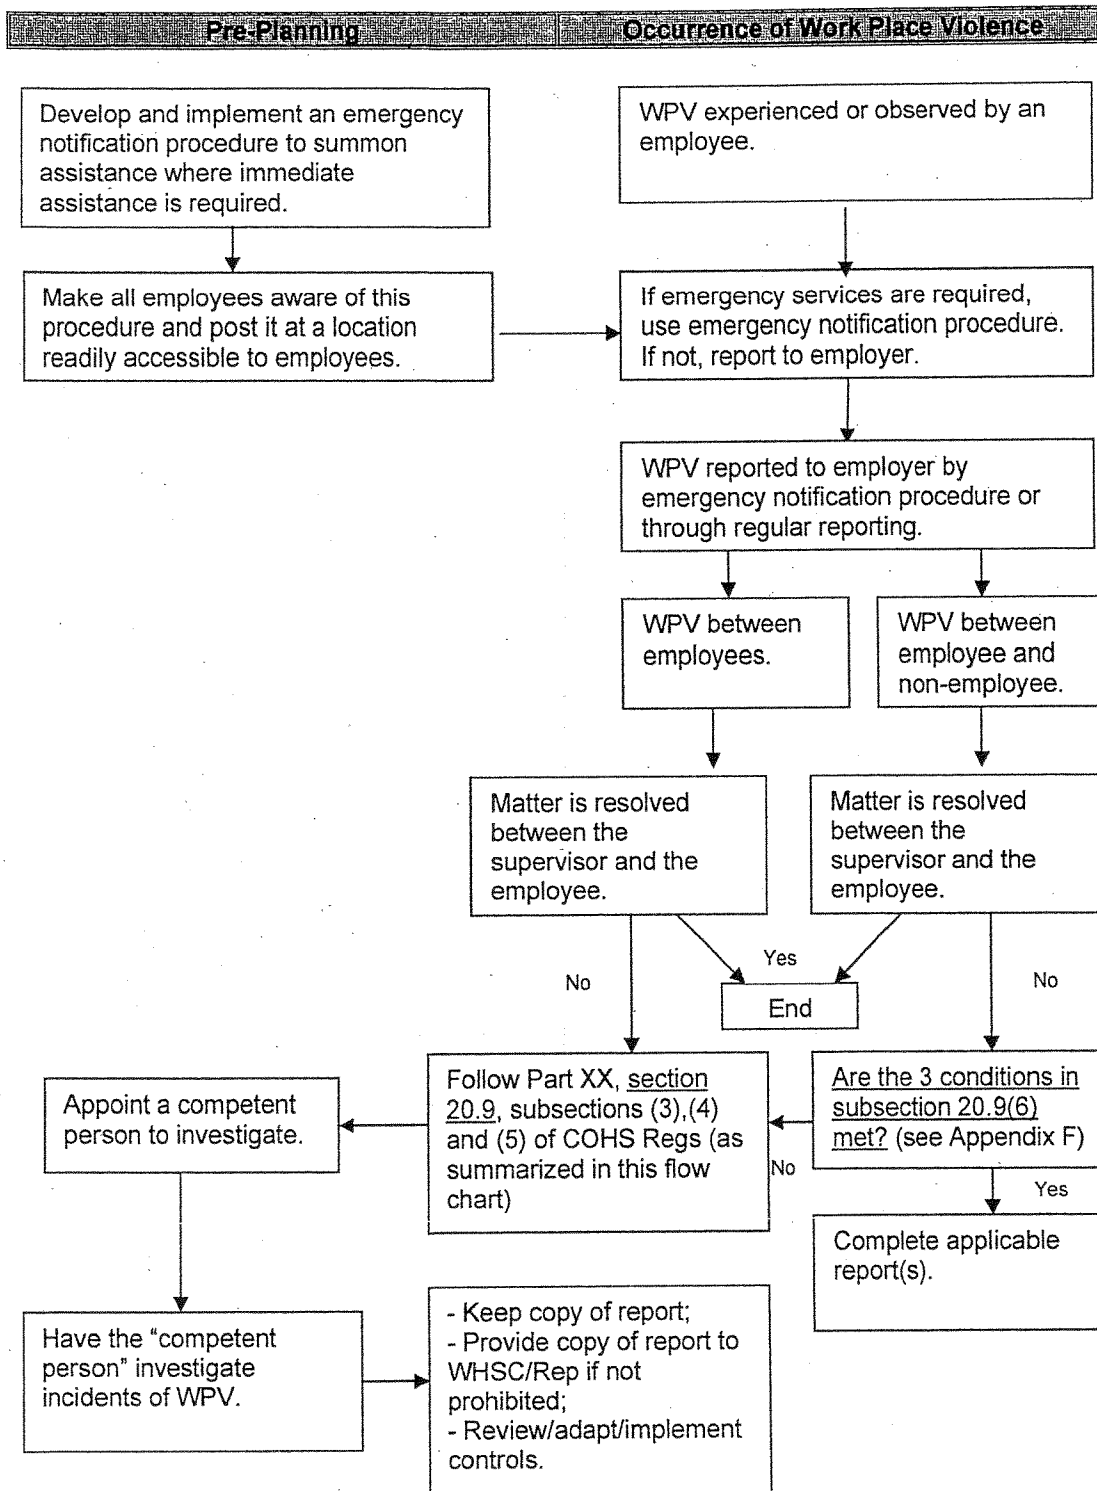 Pre-Planning
Occurrence of Work Place Violence
Develop and implement an emergency
notification procedure to summon
assistance where immediate
assistance is required.
WPV experienced or observed by an
employee.
Make all employees aware of this
procedure and post it at a location
readily accessible to employees.
If emergency services are required,
use emergency notification procedure.
If not, report to employer.
WPV reported to employer by
emergency notification procedure or
through regular reporting.
WPV between
employees.
WPV between
employee and
non-employee.
Matter is resolved
between the
supervisor and the
employee.
Matter is resolved
between the
supervisor and the
employee.
No
Yes
No
End
Follow Part XX, section
20.9, subsections (3),(4)
and (5) of COHS Regs (as
summarized in this flow
chart)
Are the 3 conditions in
subsection 20.9(6)
met? (see Appendix F)
No
Yes
Appoint a competent
person to investigate.
Complete applicable
report(s).
Have the "competent
person" investigate
incidents of WPV.
- Keep copy of report;
- Provide copy of report to
WHSC/Rep if not
prohibited;
- Review/adapt/implement
controls.